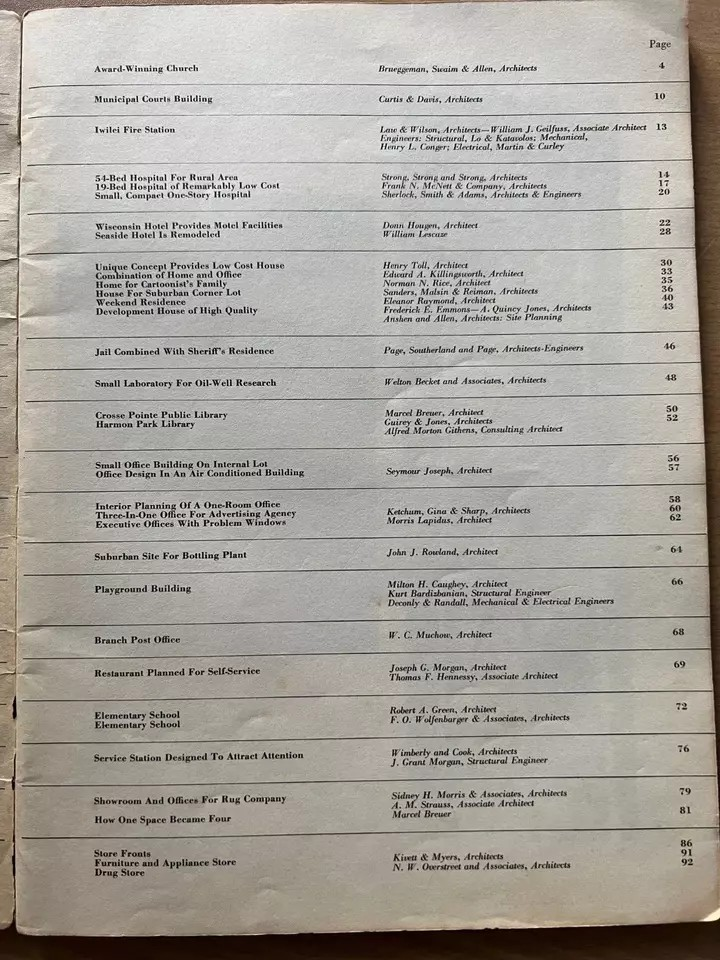 Page
Award-Winning Church Brueggeman, Swaim & Allen, Architects 4
Municipal Courts Building Curtis & Davis, Architects 10
Iwilei Fire Station Law & Wilson, Architects—William J. Geilfuss, Associate Architect 13
Engineers: Structural, Lo & Katavolos; Mechanical,
Henry L. Conger; Electrical, Martin & Curley
54-Bed Hospital For Rural Area Strong, Strong and Strong, Architects 14
19-Bed Hospital of Remarkably Low Cost Frank N. McNett & Company, Architects 17
Small, Compact One-Story Hospital Sherlock, Smith & Adams, Architects & Engineers 20
Wisconsin Hotel Provides Motel Facilities Donn Hougen, Architect 22
Seaside Hotel Is Remodeled William Lescaze 28
Unique Concept Provides Low Cost House Henry Toll, Architect 30
Combination of Home and Office Edward A. Killingsworth, Architect 33
Home for Cartoonist's Family Norman N. Rice, Architect 35
House For Suburban Corner Lot Sanders, Malsin & Reiman, Architects 36
Weekend Residence Eleanor Raymond, Architect 40
Development House of High Quality Frederick E. Emmons—A. Quincy Jones, Architects 43
Anshen and Allen, Architects: Site Planning
Jail Combined With Sheriff's Residence Page, Southerland and Page, Architects-Engineers 46
Small Laboratory For Oil-Well Research Welton Becket and Associates, Architects 48
Crosse Pointe Public Library Marcel Breuer, Architect 50
Harmon Park Library Guirey & Jones, Architects 52
Alfred Morton Githens, Consulting Architect
Small Office Building On Internal Lot 56
Office Design In An Air Conditioned Building Seymour Joseph, Architect 57
Interior Planning Of A One-Room Office 58
Three-In-One Office For Advertising Agency Ketchum, Gina & Sharp, Architects 60
Executive Offices With Problem Windows Morris Lapidus, Architect 62
Suburban Site For Bottling Plant John J. Rowland, Architect 64
Playground Building Milton H. Caughey, Architect 66
Kurt Bardizbanian, Structural Engineer
Deconly & Randall, Mechanical & Electrical Engineers
Branch Post Office W. C. Muchow, Architect 68
Restaurant Planned For Self-Service Joseph G. Morgan, Architect 69
Thomas F. Hennessy, Associate Architect
Elementary School Robert A. Green, Architect 72
Elementary School F. O. Wolfenbarger & Associates, Architects
Service Station Designed To Attract Attention Wimberly and Cook, Architects 76
J. Grant Morgan, Structural Engineer
Showroom And Offices For Rug Company Sidney H. Morris & Associates, Architects 79
A. M. Strauss, Associate Architect
How One Space Became Four Marcel Breuer 81
Store Fronts 86
Furniture and Appliance Store Kivett & Myers, Architects 91
Drug Store N. W. Overstreet and Associates, Architects 92